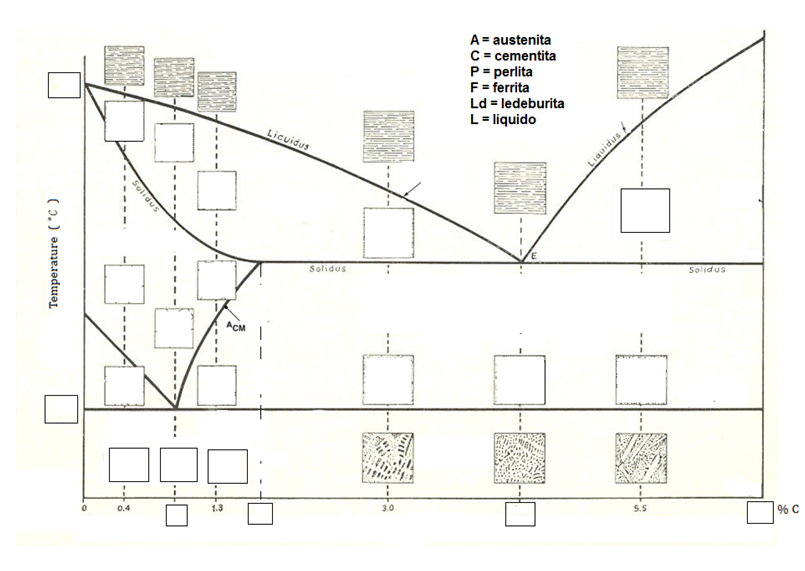 A = austenita
C = cementita
P = perlita
F = ferrita
Ld = ledeburita
L = liquido
Liquidus
Liquidus
Solidus
Temperature (°C)
E
Solidus
Solidus
ACM
0 0.4 1.3 3.0 5.5 % C